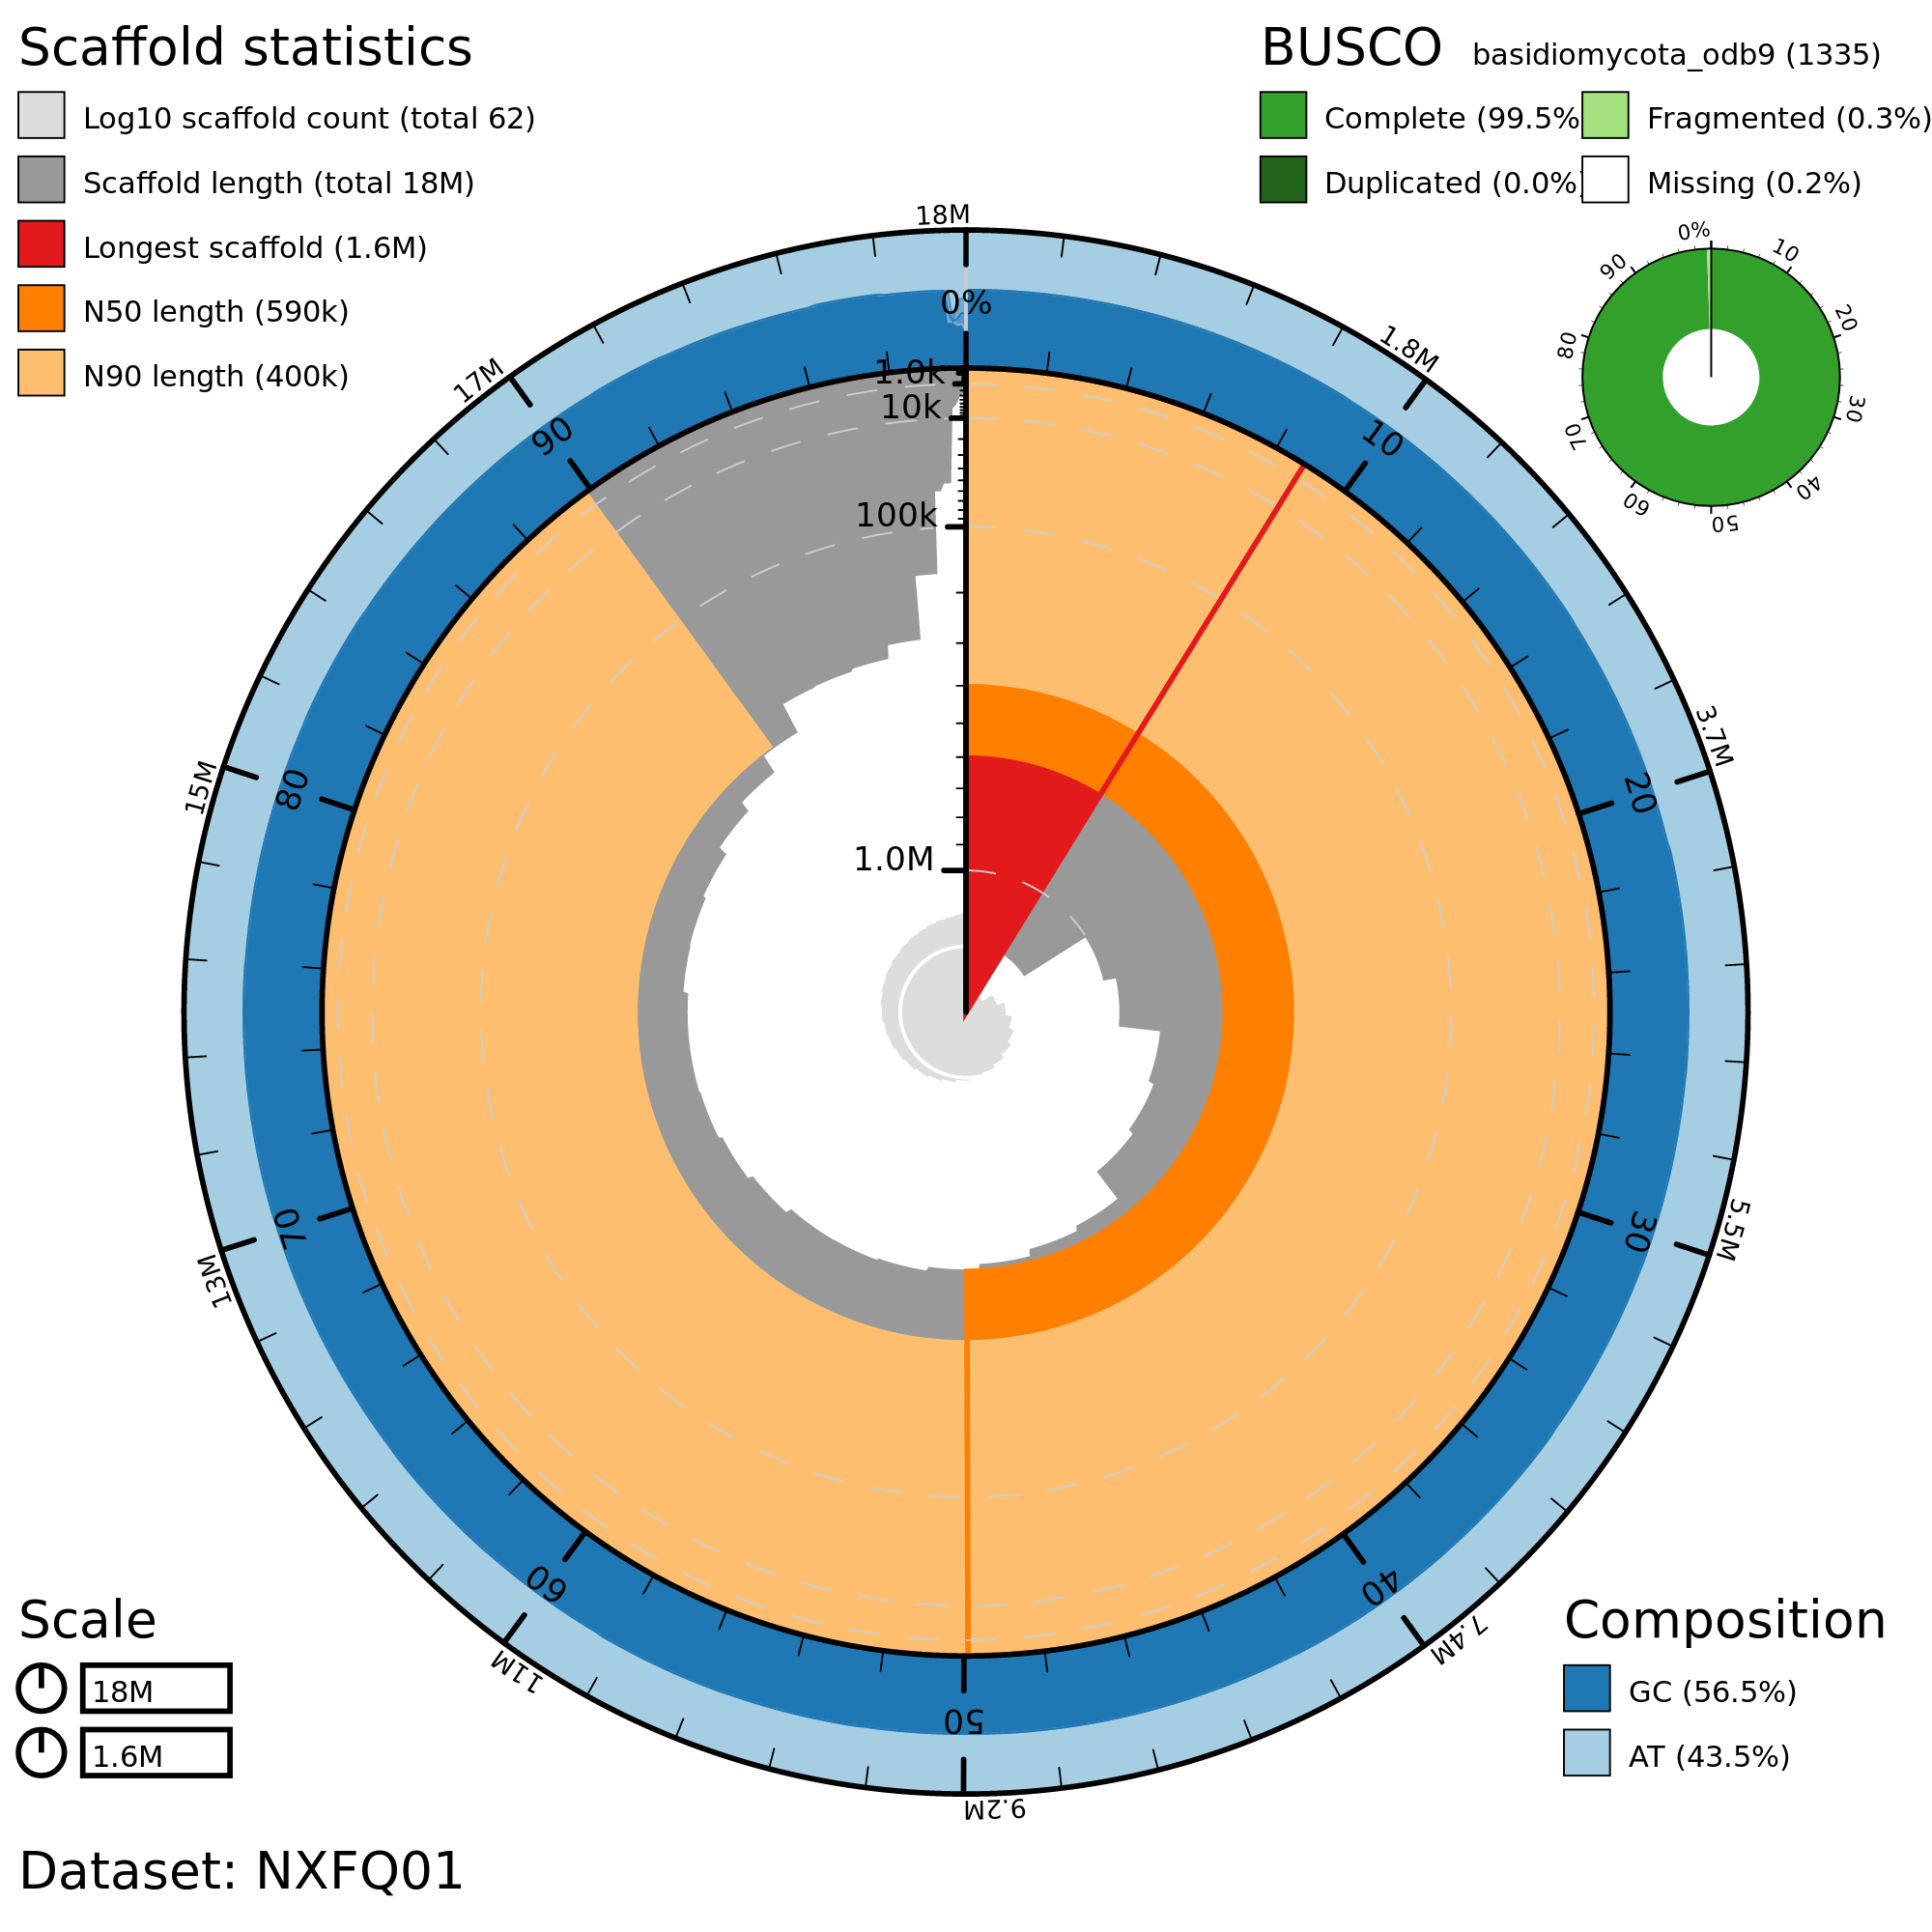 Scaffold statistics
Log10 scaffold count (total 62)
Scaffold length (total 18M)
Longest scaffold (1.6M)
N50 length (590k)
N90 length (400k)
BUSCO basidiomycota_odb9 (1335)
Complete (99.5%
Fragmented (0.3%)
Duplicated (0.0%)
Missing (0.2%)
0%
10
20
30
40
50
60
70
80
90
18M
1.8M
3.7M
5.5M
7.4M
9.2M
11M
13M
15M
17M
0%
10
20
30
40
50
60
70
80
90
1.0k
10k
100k
1.0M
Scale
18M
1.6M
Composition
GC (56.5%)
AT (43.5%)
Dataset: NXFQ01